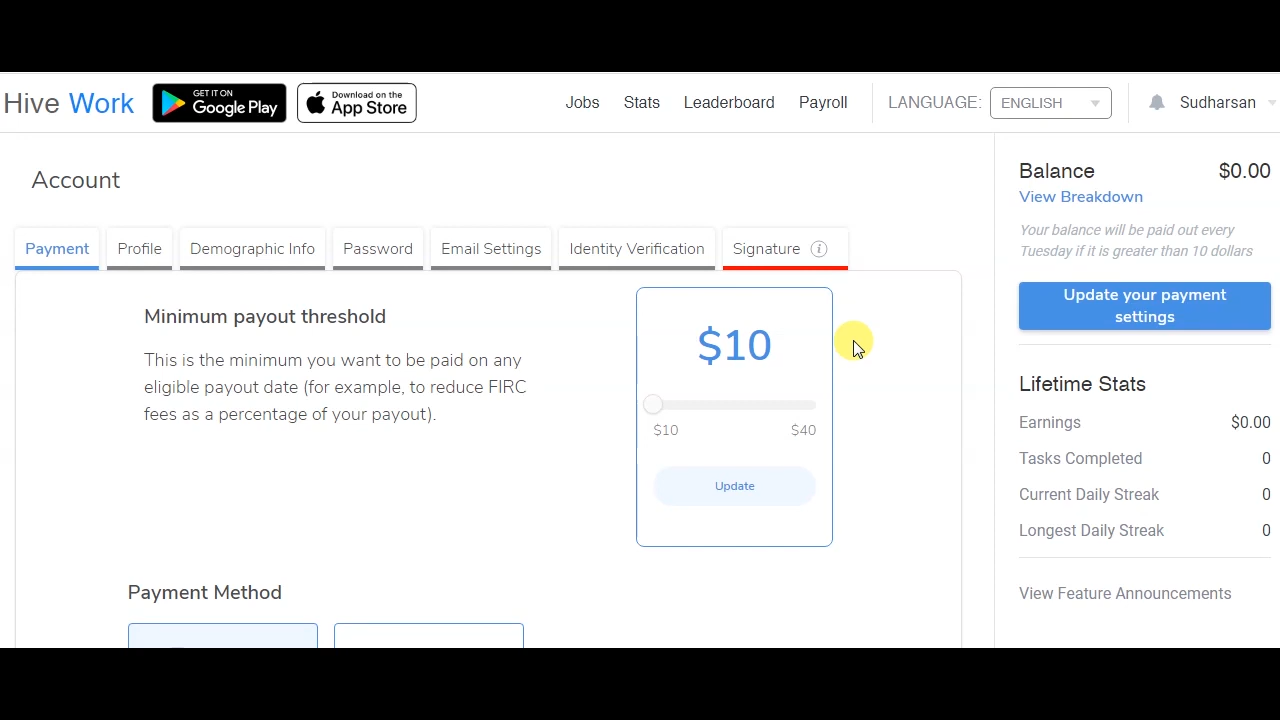 Hive Work
GET IT ON
Google Play
Download on the
App Store
Jobs
Stats
Leaderboard
Payroll
LANGUAGE:
ENGLISH
Sudharsan
Account
Payment
Profile
Demographic Info
Password
Email Settings
Identity Verification
Signature
Minimum payout threshold
This is the minimum you want to be paid on any
eligible payout date (for example, to reduce FIRC
fees as a percentage of your payout).
$10
$10
$40
Update
Payment Method
Balance
$0.00
View Breakdown
Your balance will be paid out every
Tuesday if it is greater than 10 dollars
Update your payment
settings
Lifetime Stats
Earnings
$0.00
Tasks Completed
0
Current Daily Streak
0
Longest Daily Streak
0
View Feature Announcements